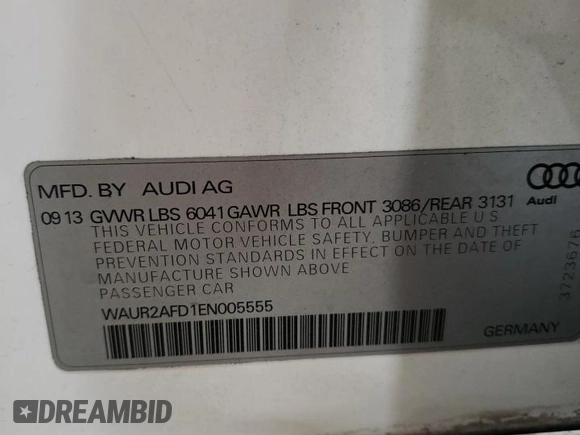 MFD. BY AUDI AG
09 13 GVWR LBS 6041 GAWR LBS FRONT 3086/REAR 3131
THIS VEHICLE CONFORMS TO ALL APPLICABLE U S
FEDERAL MOTOR VEHICLE SAFETY, BUMPER AND THEFT
PREVENTION STANDARDS IN EFFECT ON THE DATE OF
MANUFACTURE SHOWN ABOVE
PASSENGER CAR
WAUR2AFD1EN005555
GERMANY
Audi
3723676
DREAMBID